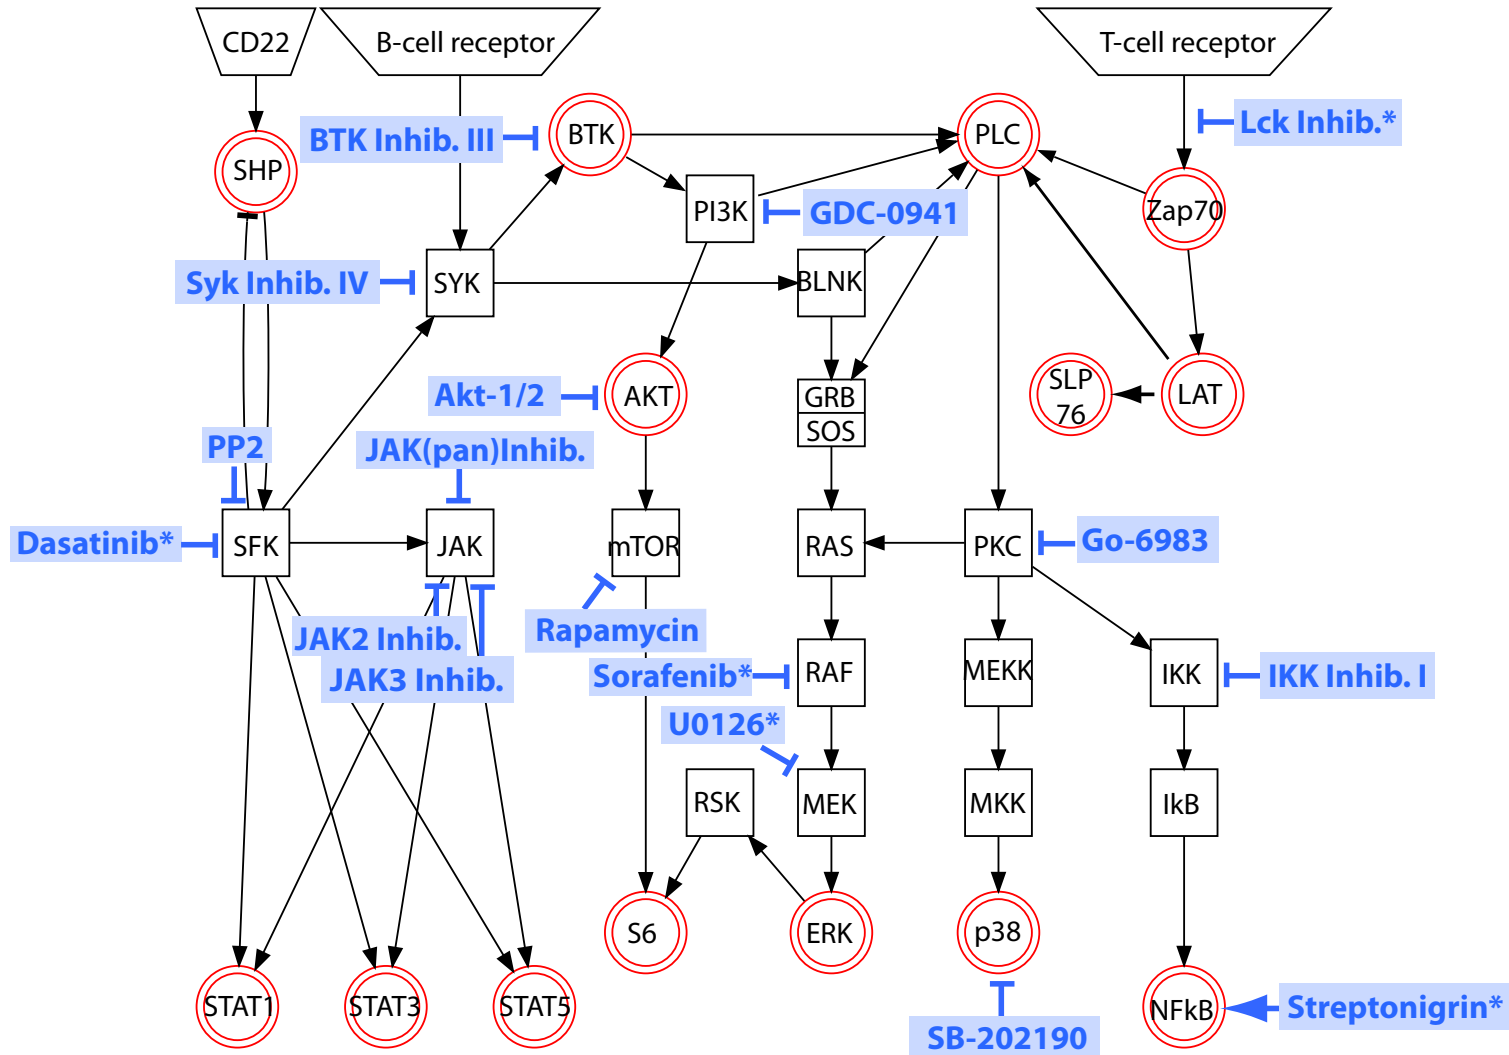 CD22
B-cell receptor
T-cell receptor
BTK Inhib. III
BTK
PLC
Lck Inhib.*
SHP
PI3K
GDC-0941
Zap70
Syk Inhib. IV
SYK
BLNK
Akt-1/2
AKT
GRB
SOS
SLP
76
LAT
PP2
JAK(pan)Inhib.
Dasatinib*
SFK
JAK
mTOR
RAS
PKC
Go-6983
JAK2 Inhib.
Rapamycin
JAK3 Inhib.
Sorafenib*
RAF
MEKK
IKK
IKK Inhib. I
U0126*
RSK
MEK
MKK
IkB
S6
ERK
p38
STAT1
STAT3
STAT5
NFkB
Streptonigrin*
SB-202190